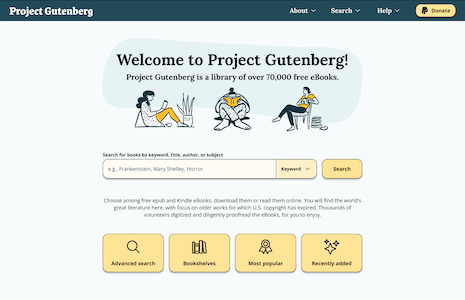 Project Gutenberg
About Search Help Donate
Welcome to Project Gutenberg!
Project Gutenberg is a library of over 70,000 free eBooks.
Search for books by keyword, title, author, or subject
e.g., Frankenstein, Mary Shelley, Horror Keyword Search
Choose among free epub and Kindle eBooks, download them or read them online. You will find the world's
great literature here, with focus on older works for which U.S. copyright has expired. Thousands of
volunteers digitized and diligently proofread the eBooks, for you to enjoy.
Advanced search Bookshelves Most popular Recently added